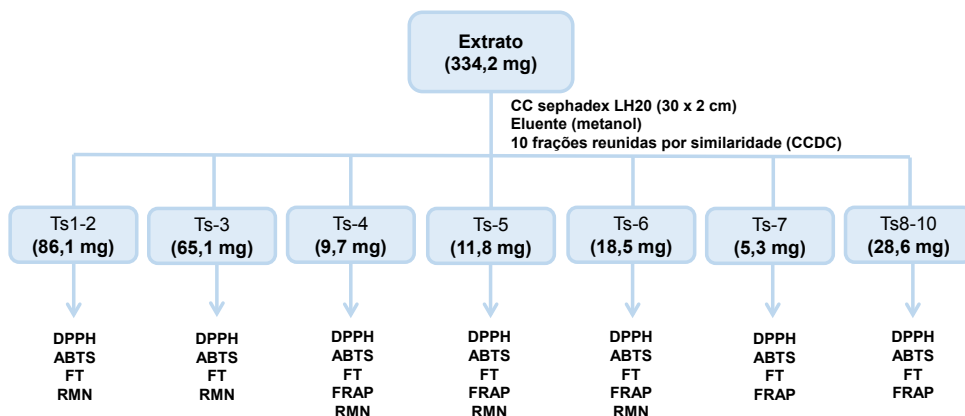 Extrato
(334,2 mg)
CC sephadex LH20 (30 x 2 cm)
Eluente (metanol)
10 frações reunidas por similaridade (CCDC)
Ts1-2
(86,1 mg)
Ts-3
(65,1 mg)
Ts-4
(9,7 mg)
Ts-5
(11,8 mg)
Ts-6
(18,5 mg)
Ts-7
(5,3 mg)
Ts8-10
(28,6 mg)
DPPH
ABTS
FT
RMN
DPPH
ABTS
FT
RMN
DPPH
ABTS
FT
FRAP
RMN
DPPH
ABTS
FT
FRAP
RMN
DPPH
ABTS
FT
FRAP
RMN
DPPH
ABTS
FT
FRAP
DPPH
ABTS
FT
FRAP